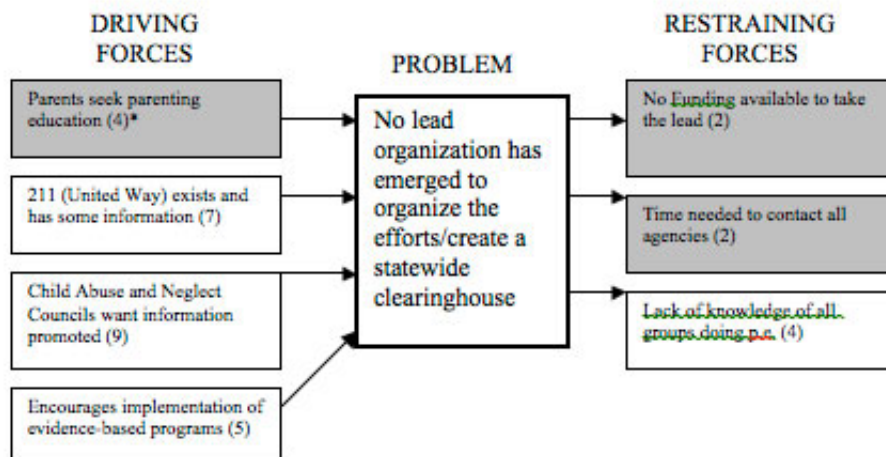 DRIVING
FORCES
Parents seek parenting
education (4)*
211 (United Way) exists and
has some information (7)
Child Abuse and Neglect
Councils want information
promoted (9)
Encourages implementation of
evidence-based programs (5)
PROBLEM
No lead
organization has
emerged to
organize the
efforts/create a
statewide
clearinghouse
RESTRAINING
FORCES
No Funding available to take
the lead (2)
Time needed to contact all
agencies (2)
Lack of knowledge of all
groups doing p.e. (4)